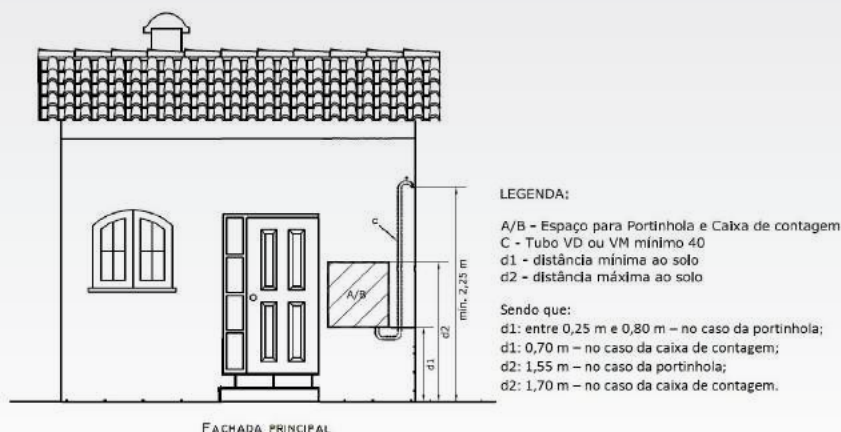 C
A/B
d1
d2
min. 2,25 m
FACHADA PRINCIPAL
LEGENDA:
A/B - Espaço para Portinhola e Caixa de contagem
C - Tubo VD ou VM mínimo 40
d1 - distância mínima ao solo
d2 - distância máxima ao solo
Sendo que:
d1: entre 0,25 m e 0,80 m – no caso da portinhola;
d1: 0,70 m – no caso da caixa de contagem;
d2: 1,55 m – no caso da portinhola;
d2: 1,70 m – no caso da caixa de contagem.